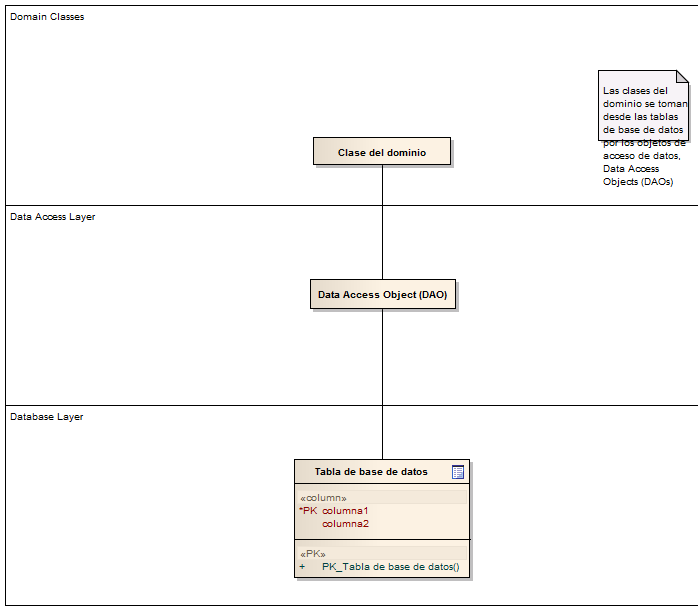 Domain Classes
Las clases del
dominio se toman
desde las tablas
de base de datos
por los objetos de
acceso de datos,
Data Access
Objects (DAOs)
Clase del dominio
Data Access Layer
Data Access Object (DAO)
Database Layer
Tabla de base de datos
«column»
*PK columna1
columna2
«PK»
+ PK_Tabla de base de datos()